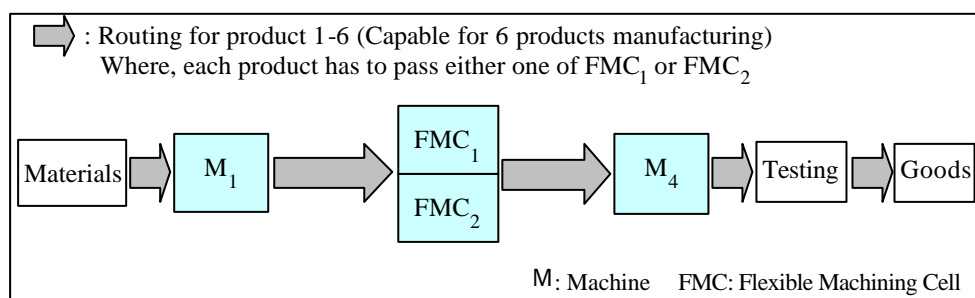 : Routing for product 1-6 (Capable for 6 products manufacturing)
Where, each product has to pass either one of FMC1 or FMC2
Materials
M1
FMC1
FMC2
M4
Testing
Goods
M: Machine FMC: Flexible Machining Cell